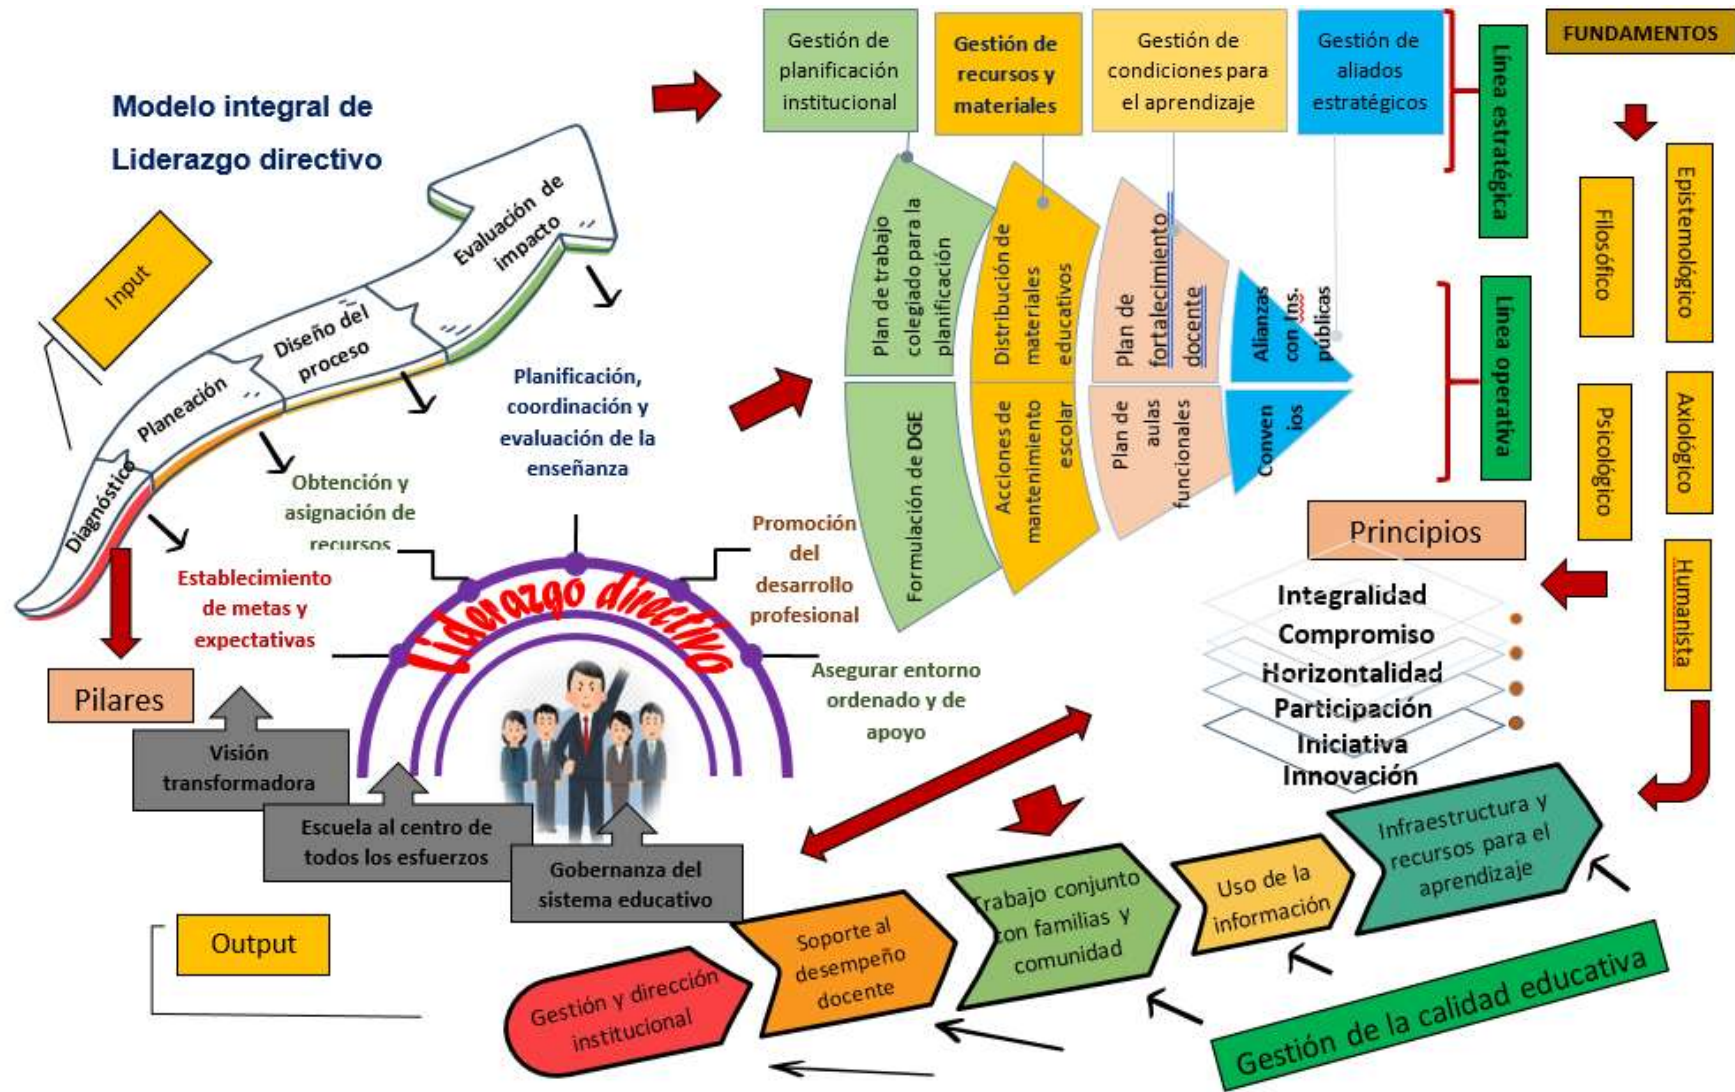 Modelo integral de
Liderazgo directivo
Input
Diagnóstico
Planeación
Diseño del
proceso
Evaluación de
impacto
Gestión de
planificación
institucional
Gestión de
recursos y
materiales
Gestión de
condiciones para
el aprendizaje
Gestión de
aliados
estratégicos
Línea estratégica
FUNDAMENTOS
Filosófico
Epistemológico
Psicológico
Axiológico
Humanista
Plan de trabajo
colegiado para la
planificación
Distribución de
materiales
educativos
Plan de
fortalecimiento
docente
Alianzas
con Ins.
publicas
Línea operativa
Formulación de DGE
Acciones de
mantenimiento
escolar
Plan de
aulas
funcionales
Conven
ios
Planificación,
coordinación y
evaluación de la
enseñanza
Obtención y
asignación de
recursos
Promoción
del
desarrollo
profesional
Establecimiento
de metas y
expectativas
Asegurar entorno
ordenado y de
apoyo
Liderazgo directivo
Principios
Integralidad
Compromiso
Horizontalidad
Participación
Iniciativa
Innovación
Pilares
Visión
transformadora
Escuela al centro de
todos los esfuerzos
Gobernanza del
sistema educativo
Output
Gestión y dirección
institucional
Soporte al
desempeño
docente
Trabajo conjunto
con familias y
comunidad
Uso de la
información
Infraestructura y
recursos para el
aprendizaje
Gestión de la calidad educativa